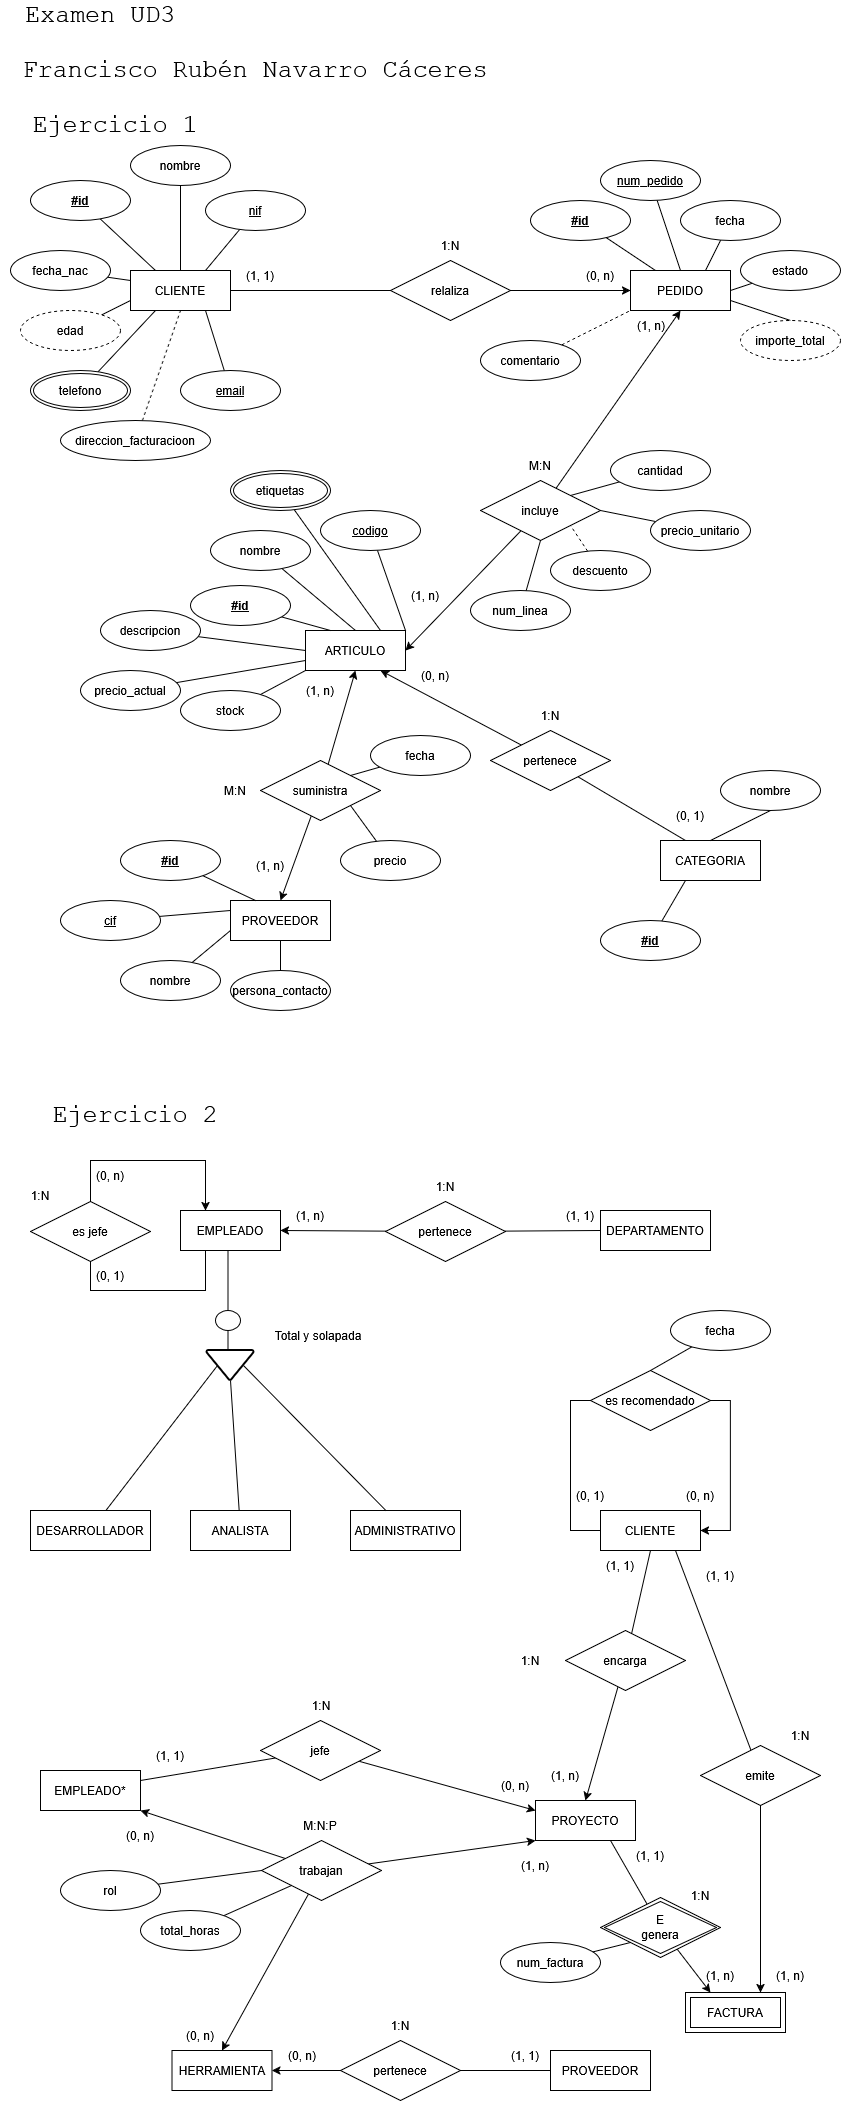 Examen UD3
Francisco Rubén Navarro Cáceres
Ejercicio 1
nombre
#id
nif
fecha_nac
CLIENTE
edad
telefono
email
direccion_facturacioon
(1, 1)
1:N
relaliza
(0, n)
num_pedido
#id
fecha
PEDIDO
estado
importe_total
comentario
(1, n)
M:N
incluye
cantidad
precio_unitario
descuento
num_linea
(1, n)
etiquetas
codigo
nombre
#id
descripcion
ARTICULO
precio_actual
stock
(1, n)
(0, n)
1:N
pertenece
(0, 1)
nombre
CATEGORIA
#id
M:N
suministra
fecha
precio
(1, n)
#id
cif
PROVEEDOR
nombre
persona_contacto
Ejercicio 2
1:N
(0, n)
es jefe
(0, 1)
EMPLEADO
(1, n)
1:N
pertenece
(1, 1)
DEPARTAMENTO
Total y solapada
DESARROLLADOR
ANALISTA
ADMINISTRATIVO
fecha
es recomendado
(0, 1)
(0, n)
CLIENTE
(1, 1)
(1, 1)
1:N
encarga
(1, n)
1:N
emite
1:N
jefe
(1, 1)
(0, n)
EMPLEADO*
PROYECTO
(0, n)
M:N:P
trabajan
(1, n)
rol
total_horas
(1, 1)
1:N
E
genera
num_factura
(1, n)
(1, n)
FACTURA
(0, n)
HERRAMIENTA
(0, n)
1:N
pertenece
(1, 1)
PROVEEDOR